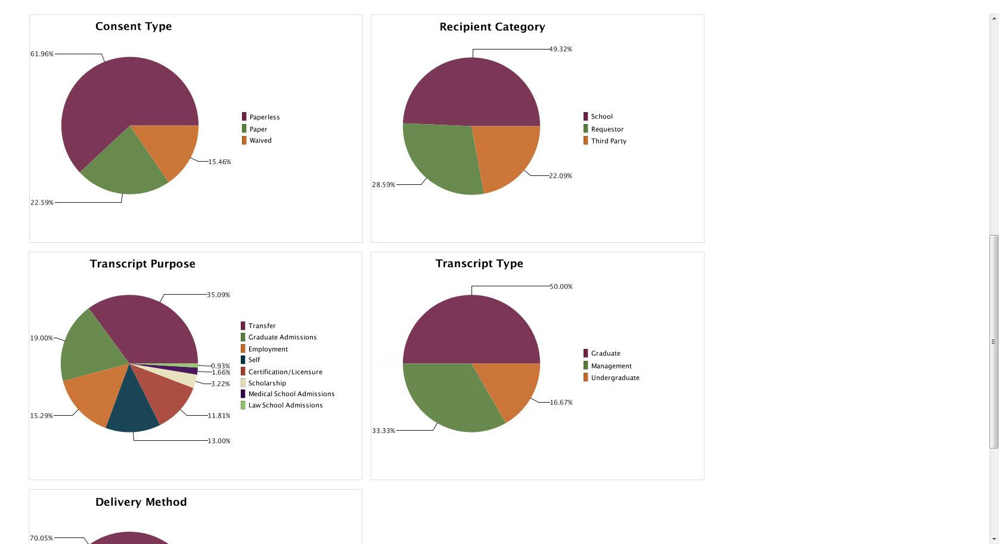 Consent Type
61.96%
Paperless
Paper
Waived
15.46%
22.59%
Recipient Category
49.32%
School
Requestor
Third Party
22.09%
28.59%
Transcript Purpose
35.09%
19.00%
Transfer
Graduate Admissions
Employment
Self
Certification/Licensure
Scholarship
Medical School Admissions
Law School Admissions
0.93%
1.66%
3.22%
15.29%
11.81%
13.00%
Transcript Type
50.00%
Graduate
Management
Undergraduate
16.67%
33.33%
Delivery Method
70.05%